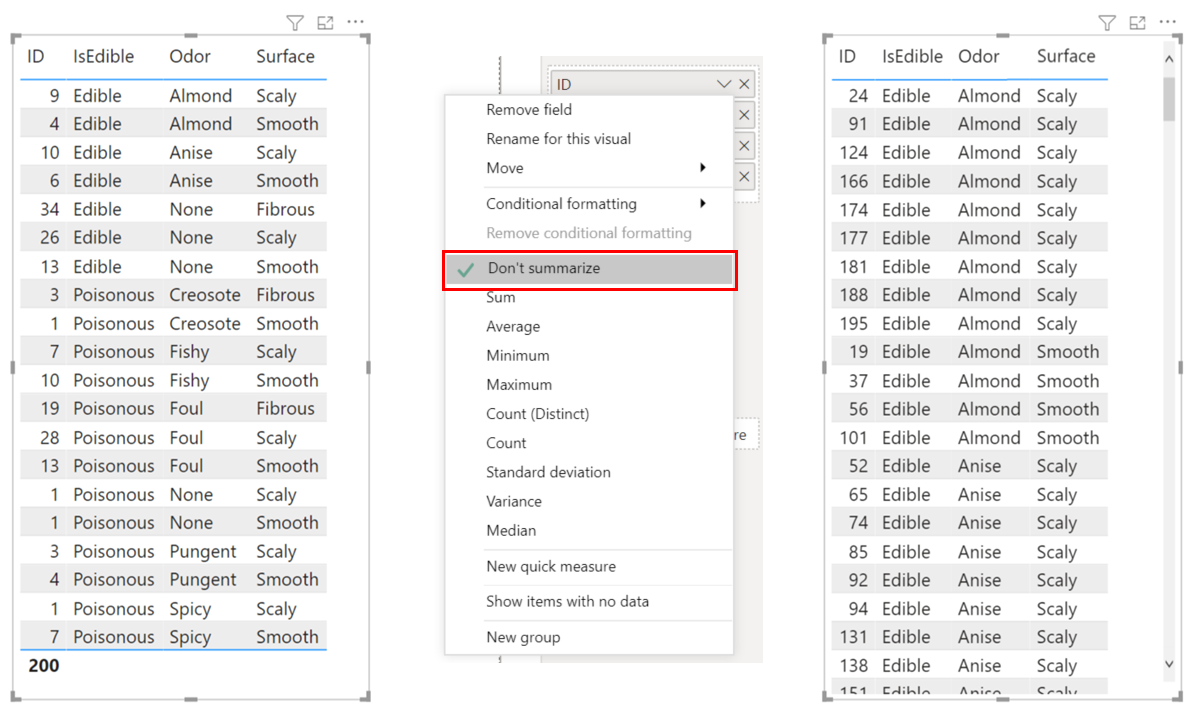 ID IsEdible Odor Surface
9 Edible Almond Scaly
4 Edible Almond Smooth
10 Edible Anise Scaly
6 Edible Anise Smooth
34 Edible None Fibrous
26 Edible None Scaly
13 Edible None Smooth
3 Poisonous Creosote Fibrous
1 Poisonous Creosote Smooth
7 Poisonous Fishy Scaly
10 Poisonous Fishy Smooth
19 Poisonous Foul Fibrous
28 Poisonous Foul Scaly
13 Poisonous Foul Smooth
1 Poisonous None Scaly
1 Poisonous None Smooth
3 Poisonous Pungent Scaly
4 Poisonous Pungent Smooth
1 Poisonous Spicy Scaly
7 Poisonous Spicy Smooth
200
ID
Remove field
Rename for this visual
Move
Conditional formatting
Remove conditional formatting
Don't summarize
Sum
Average
Minimum
Maximum
Count (Distinct)
Count
re
Standard deviation
Variance
Median
New quick measure
Show items with no data
New group
ID IsEdible Odor Surface
24 Edible Almond Scaly
91 Edible Almond Scaly
124 Edible Almond Scaly
166 Edible Almond Scaly
174 Edible Almond Scaly
177 Edible Almond Scaly
181 Edible Almond Scaly
188 Edible Almond Scaly
195 Edible Almond Scaly
19 Edible Almond Smooth
37 Edible Almond Smooth
56 Edible Almond Smooth
101 Edible Almond Smooth
52 Edible Anise Scaly
65 Edible Anise Scaly
74 Edible Anise Scaly
85 Edible Anise Scaly
92 Edible Anise Scaly
94 Edible Anise Scaly
131 Edible Anise Scaly
138 Edible Anise Scaly
151 Edible Anise Scaly